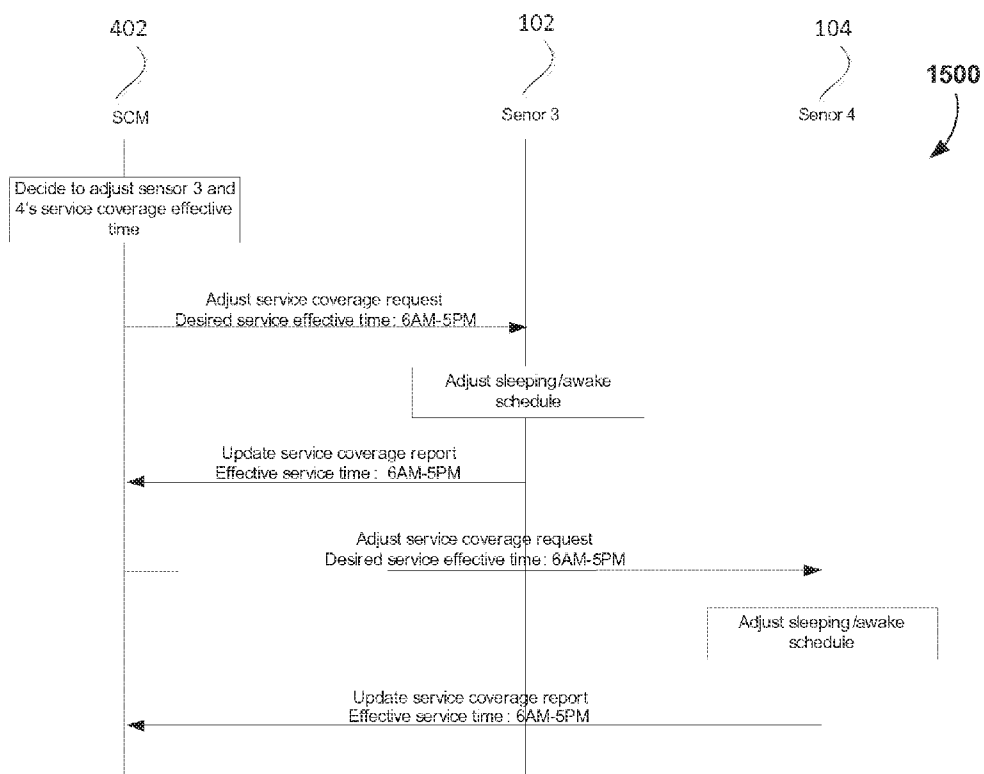 402
102
104
1500
SCM
Senor 3
Senor 4
Decide to adjust sensor 3 and
4's service coverage effective
time
Adjust service coverage request
Desired service effective time: 6AM-5PM
Adjust sleeping/awake
schedule
Update service coverage report
Effective service time: 6AM-5PM
Adjust service coverage request
Desired service effective time: 6AM-5PM
Adjust sleeping/awake
schedule
Update service coverage report
Effective service time: 6AM-5PM